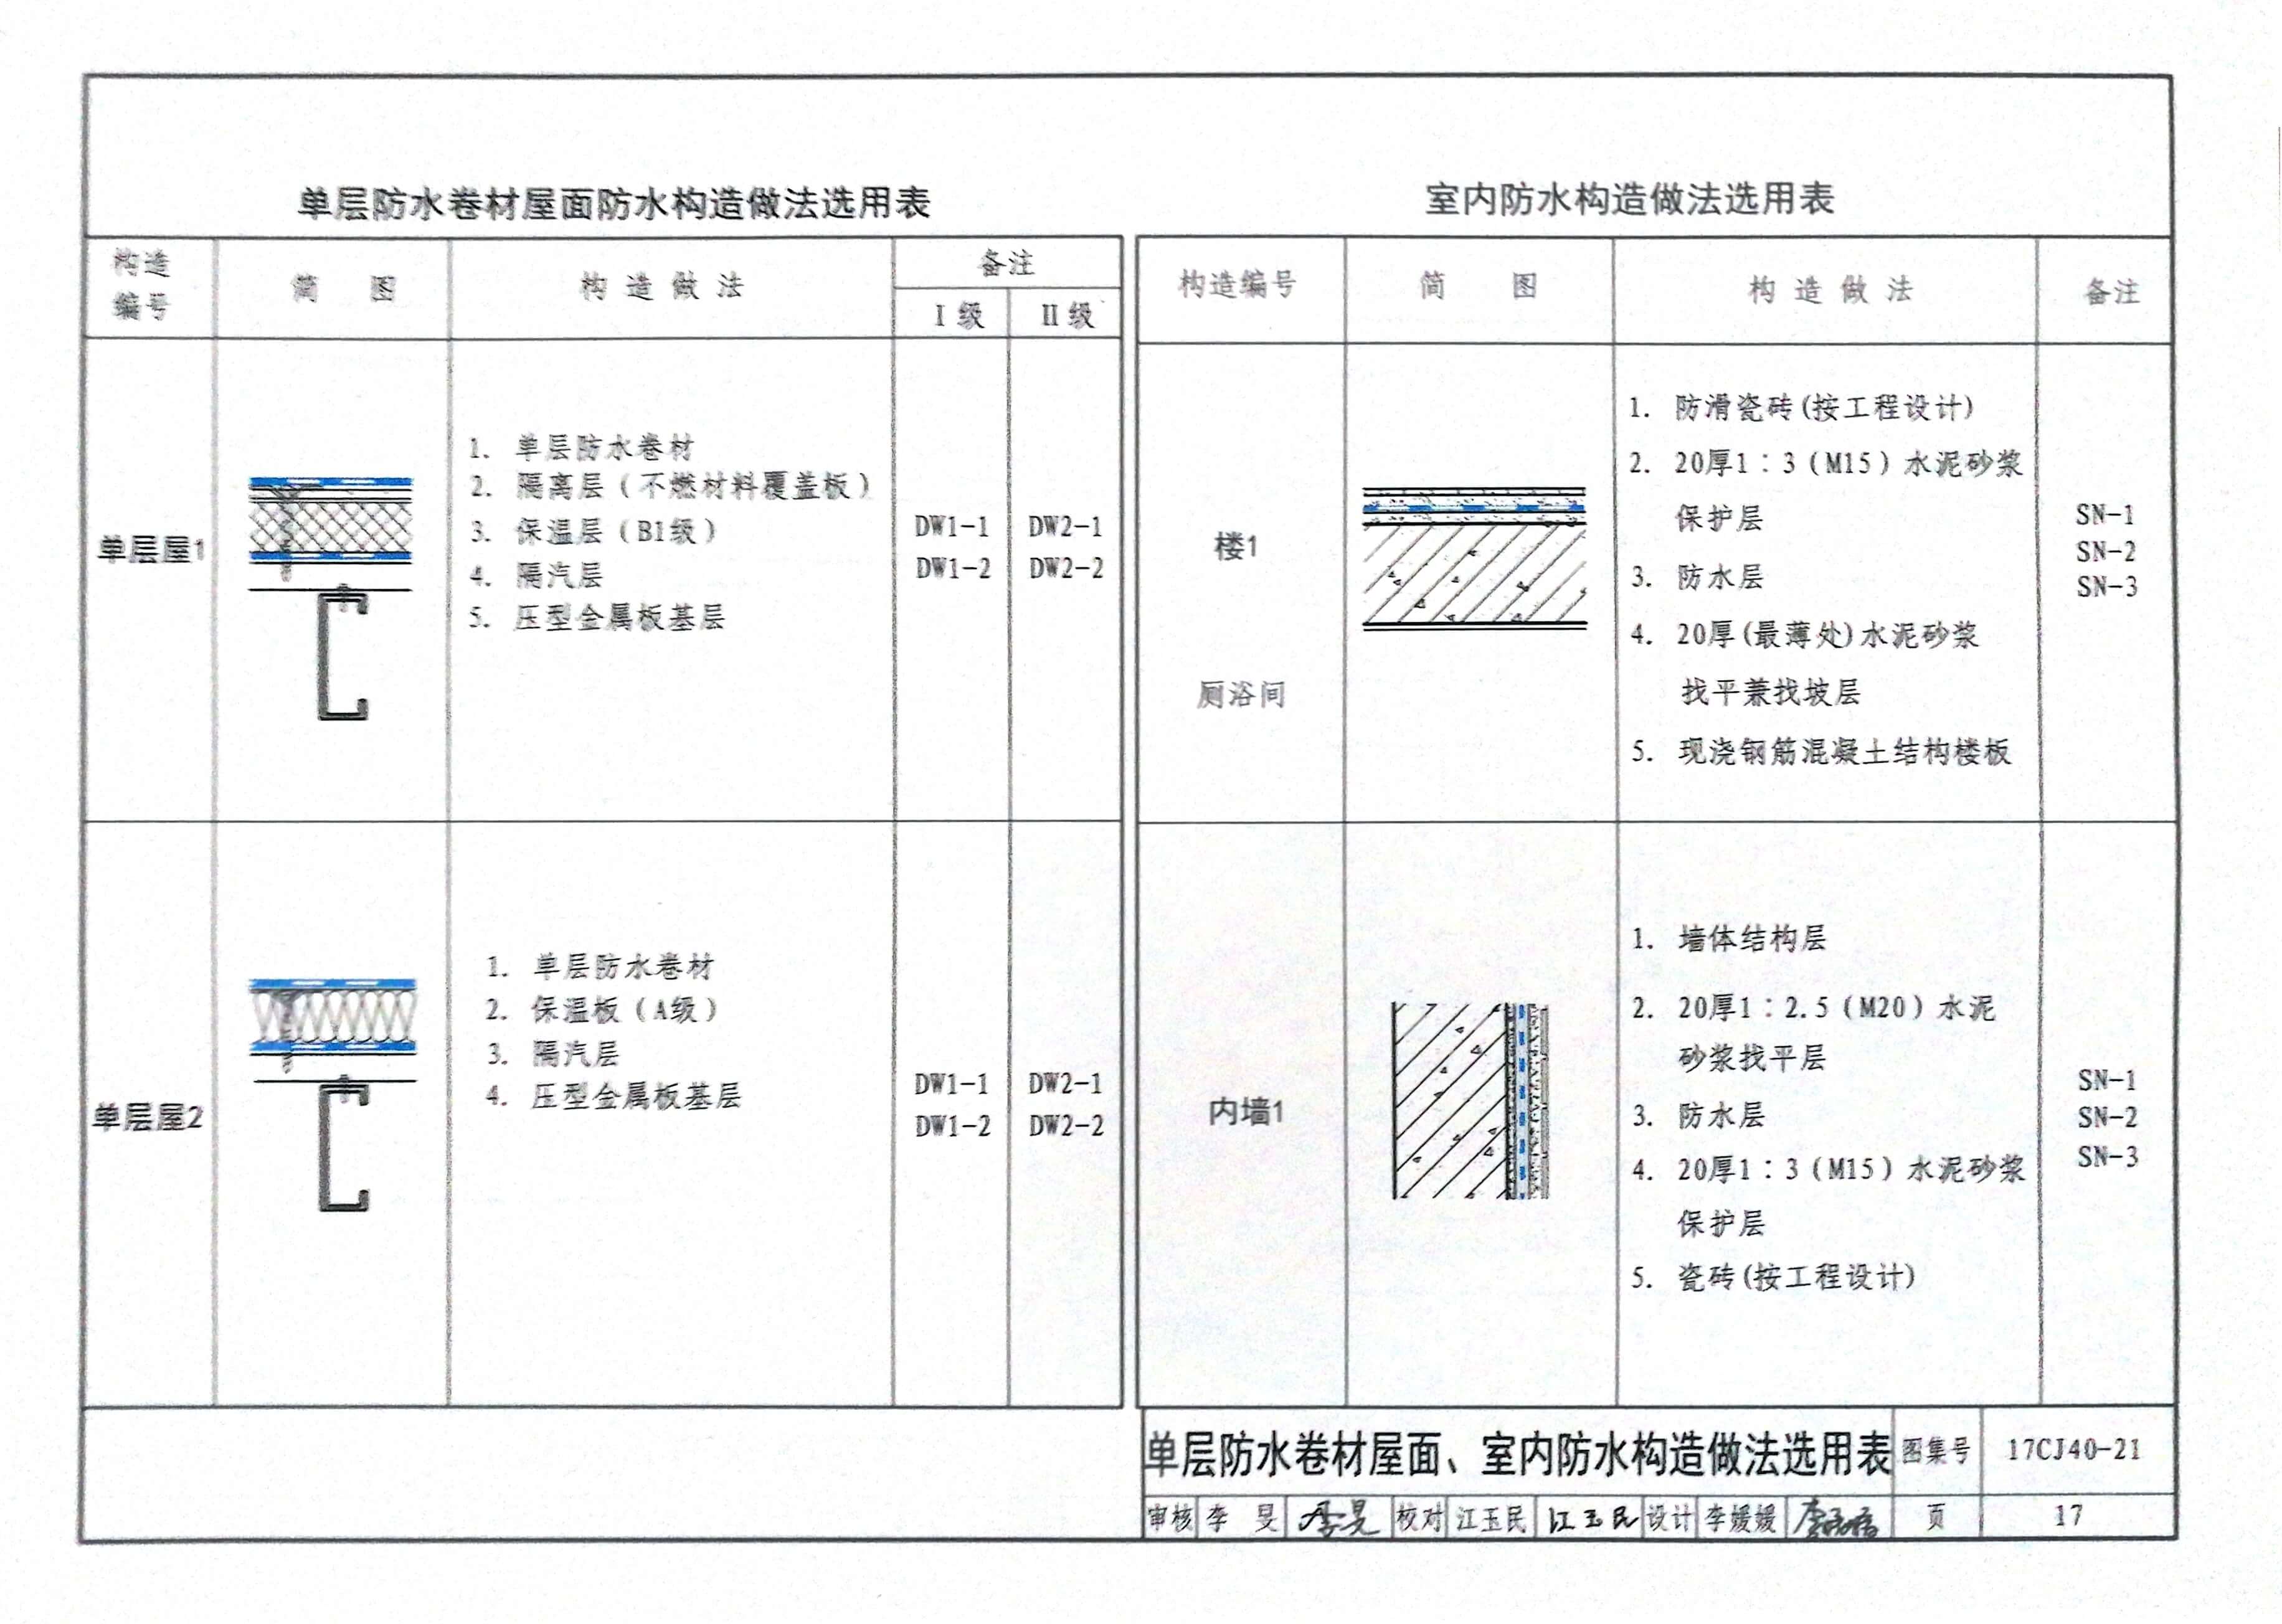 单层防水卷材屋面防水构造做法选用表
构造
编号
简 图
构 造 做 法
备注
I 级
II 级
单层屋1
1. 单层防水卷材
2. 隔离层（不燃材料覆盖板）
3. 保温层（B1级）
4. 隔汽层
5. 压型金属板基层
DW1-1
DW1-2
DW2-1
DW2-2
单层屋2
1. 单层防水卷材
2. 保温板（A级）
3. 隔汽层
4. 压型金属板基层
DW1-1
DW1-2
DW2-1
DW2-2
室内防水构造做法选用表
构造编号
简 图
构 造 做 法
备注
楼1
厕浴间
1. 防滑瓷砖(按工程设计)
2. 20厚1：3（M15）水泥砂浆
保护层
3. 防水层
4. 20厚(最薄处)水泥砂浆
找平兼找坡层
5. 现浇钢筋混凝土结构楼板
SN-1
SN-2
SN-3
内墙1
1. 墙体结构层
2. 20厚1：2.5（M20）水泥
砂浆找平层
3. 防水层
4. 20厚1：3（M15）水泥砂浆
保护层
5. 瓷砖(按工程设计)
SN-1
SN-2
SN-3
单层防水卷材屋面、室内防水构造做法选用表 图集号 17CJ40-21
审核 李 旻 李旻 校对 江玉民 江玉民 设计 李媛媛 页 17